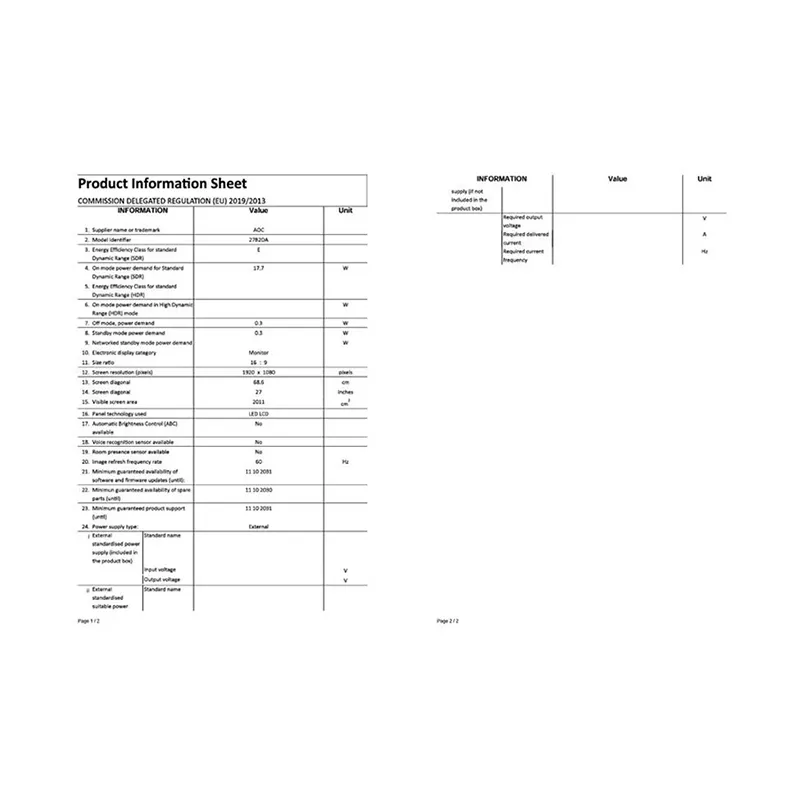 Product Information Sheet
COMMISSION DELEGATED REGULATION (EU) 2019/2013
INFORMATION Value Unit
1. Supplier name or trademark AOC
2. Model identifier 27B2DA
3. Energy Efficiency Class for standard E
Dynamic Range (SDR)
4. On mode power demand for Standard 17,7 W
Dynamic Range (SDR)
5. Energy Efficiency Class for standard
Dynamic Range (HDR)
6. On mode power demand in High Dynamic W
Range (HDR) mode
7. Off mode, power demand 0.3 W
8. Standby mode power demand 0.3 W
9. Networked standby mode power demand W
10. Electronic display category Monitor
11. Size ratio 16 : 9
12. Screen resolution (pixels) 1920 x 1080 pixels
13. Screen diagonal 68.6 cm
14. Screen diagonal 27 inches
15. Visible screen area 2011 cm²
16. Panel technology used LED LCD
17. Automatic Brightness Control (ABC) No
available
18. Voice recognition sensor available No
19. Room presence sensor available No
20. Image refresh frequency rate 60 Hz
21. Minimum guaranteed availability of 11 10 2031
software and firmware updates (until):
22. Minimun guaranteed availability of spare 11 10 2030
parts (until)
23. Minimum guaranteed product support 11 10 2031
(until)
24. Power supply type: External
i External Standard name
standardised power
supply (included in
the product box)
Input voltage V
Output voltage V
ii External Standard name
standardised
suitable power
Page 1 / 2
INFORMATION Value Unit
supply (if not
included in the
product box)
Required output V
voltage
Required delivered A
current
Required current Hz
frequency
Page 2 / 2